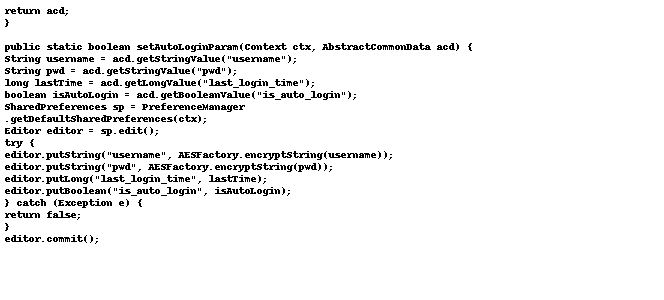 return acd;
}
public static boolean setAutoLoginParam(Context ctx, AbstractCommonData acd) {
String username = acd.getStringValue("username");
String pwd = acd.getStringValue("pwd");
long lastTime = acd.getLongValue("last_login_time");
boolean isAutoLogin = acd.getBooleanValue("is_auto_login");
SharedPreferences sp = PreferenceManager
.getDefaultSharedPreferences(ctx);
Editor editor = sp.edit();
try {
editor.putString("username", AESFactory.encryptString(username));
editor.putString("pwd", AESFactory.encryptString(pwd));
editor.putLong("last_login_time", lastTime);
editor.putBoolean("is_auto_login", isAutoLogin);
} catch (Exception e) {
return false;
}
editor.commit();